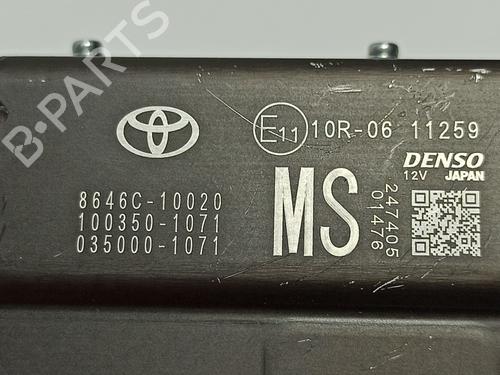 B-PARTS
E11 10R-06 11259
DENSO
12V JAPAN
8646C-10020
100350-1071
035000-1071
MS
247405
01476